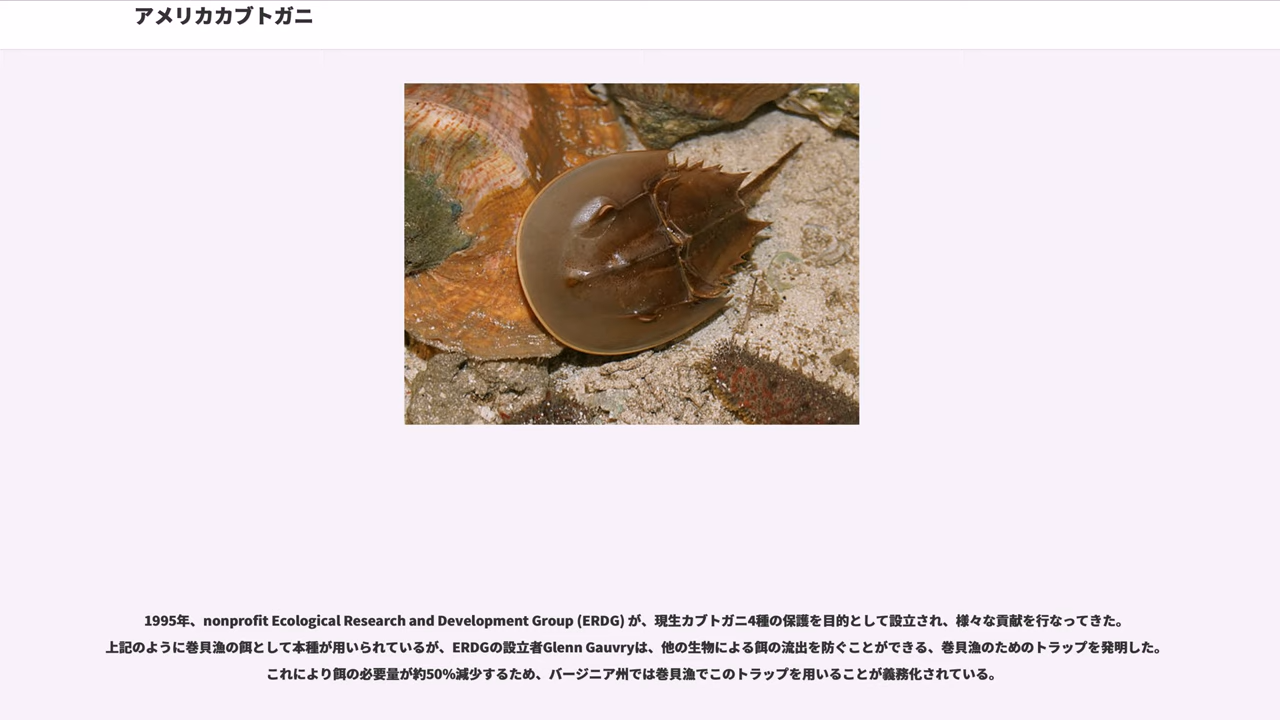 アメリカカブトガニ
1995年、nonprofit Ecological Research and Development Group (ERDG) が、現生カブトガニ4種の保護を目的として設立され、様々な貢献を行なってきた。
上記のように巻貝漁の餌として本種が用いられているが、ERDGの設立者Glenn Gauvryは、他の生物による餌の流出を防ぐことができる、巻貝漁のためのトラップを発明した。
これにより餌の必要量が約50%減少するため、バージニア州では巻貝漁でこのトラップを用いることが義務化されている。